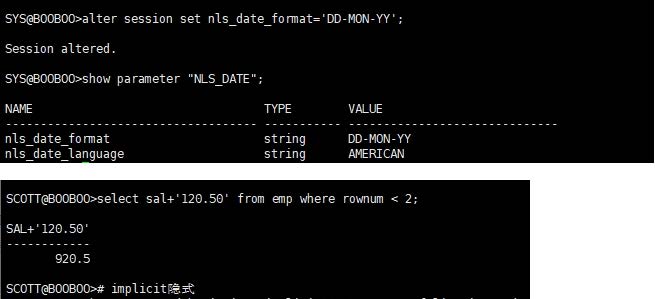 SYS@BOOBOO>alter session set nls_date_format='DD-MON-YY';
Session altered.
SYS@BOOBOO>show parameter "NLS_DATE";
NAME TYPE VALUE
------------------------------------ ----------- ------------------------------
nls_date_format string DD-MON-YY
nls_date_language string AMERICAN
SCOTT@BOOBOO>select sal+'120.50' from emp where rownum < 2;
SAL+'120.50'
------------
920.5
SCOTT@BOOBOO># implicit隐式